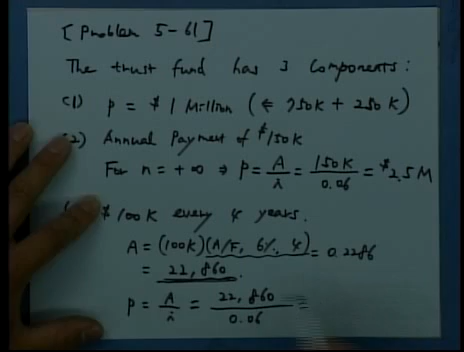 [Problem 5-61]
The trust fund has 3 Components:
(1) P = $1 Million (← 750K + 250K)
(2) Annual Payment of $150K
For n = +∞ ⇒ P = A/i = 150K/0.06 = $2.5M
$100K every 4 years.
A = (100K)(A/F, 6%, 4) = 0.2286
= 22,860.
P = A/i = 22,860/0.06 =